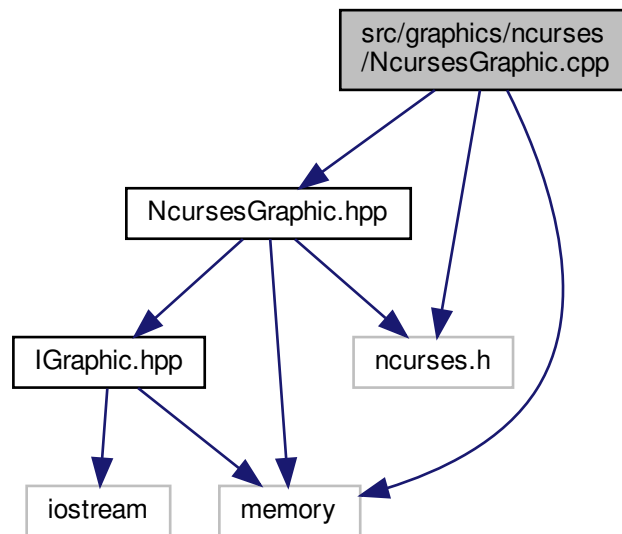 src/graphics/ncurses
/NcursesGraphic.cpp
NcursesGraphic.hpp
IGraphic.hpp
ncurses.h
iostream
memory